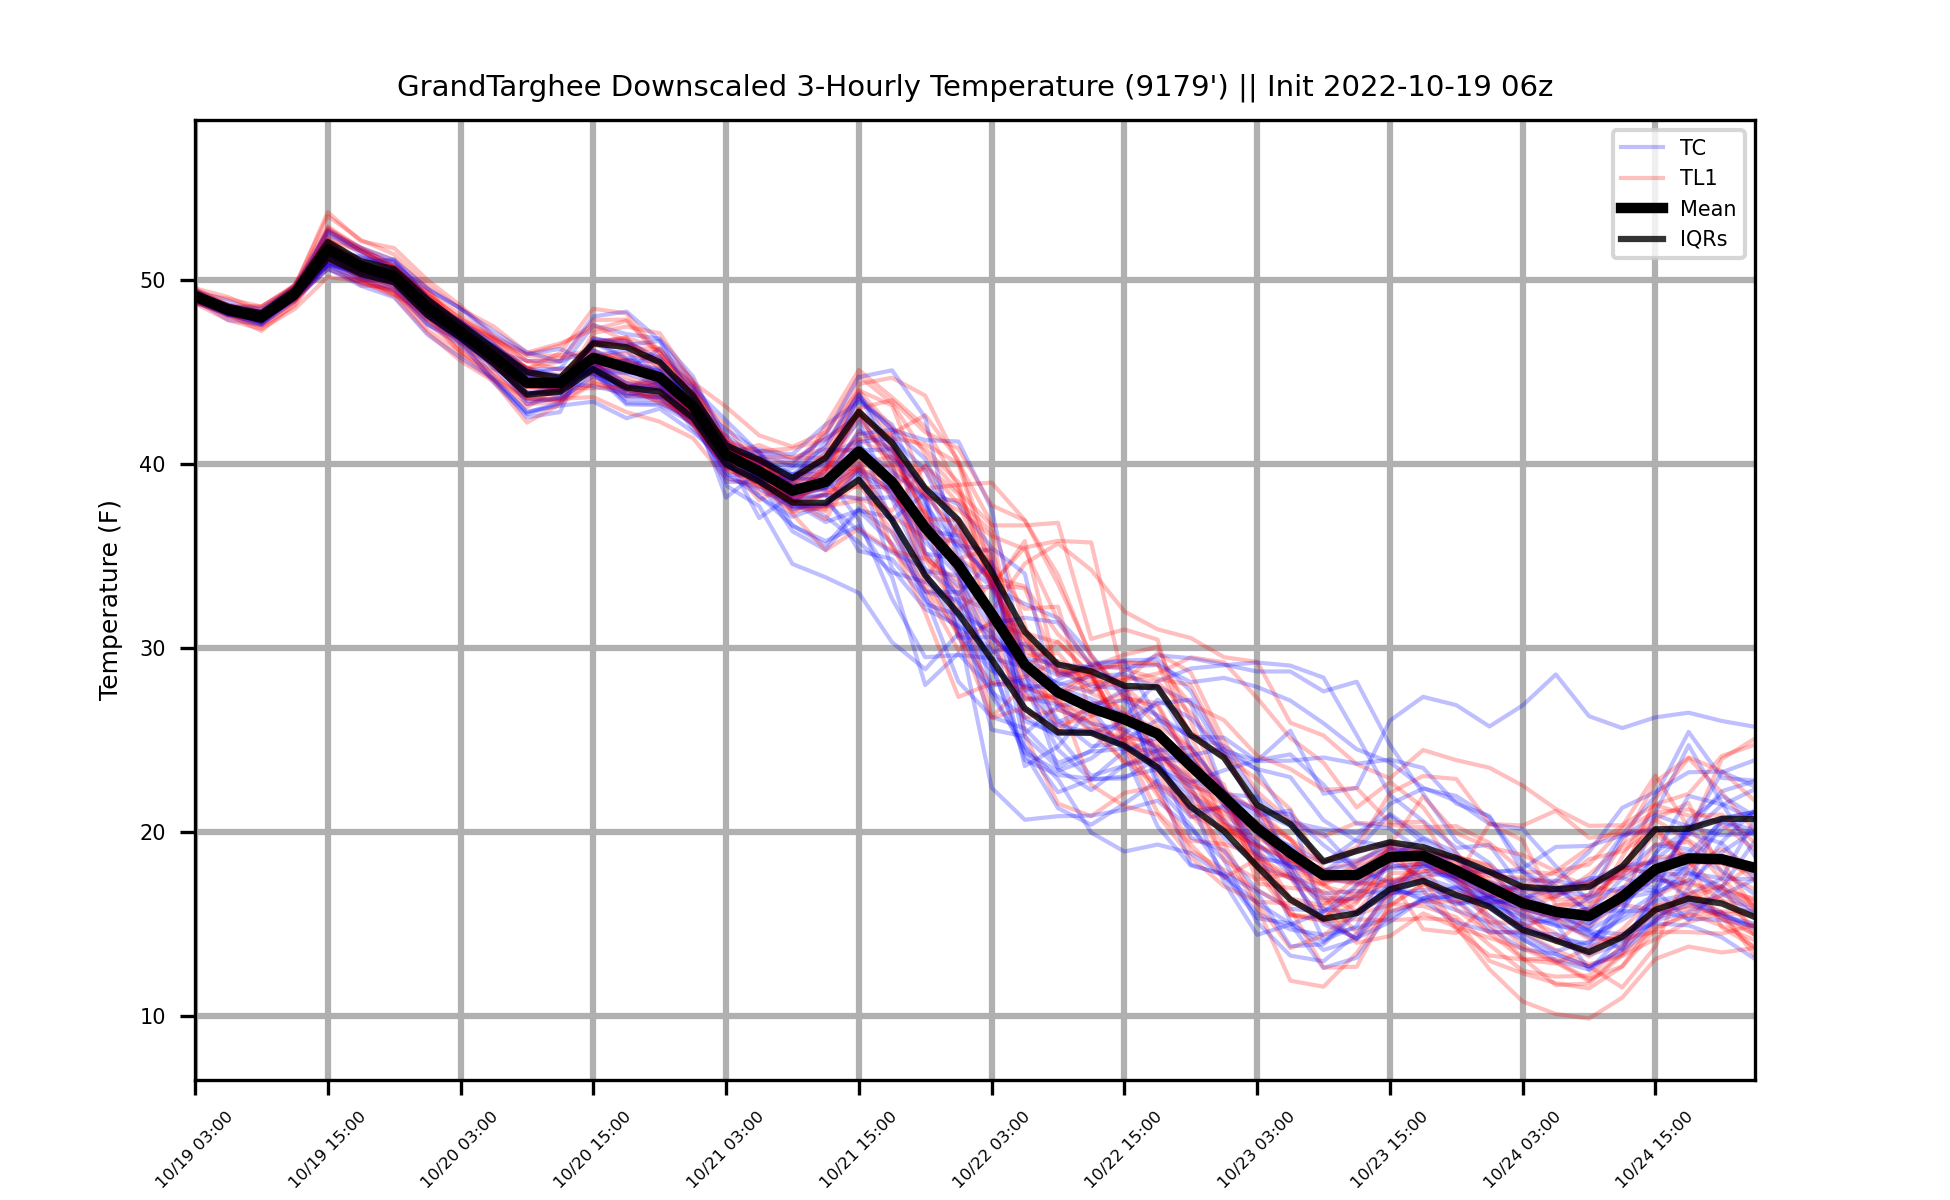 GrandTarghee Downscaled 3-Hourly Temperature (9179') || Init 2022-10-19 06z
TC
TL1
Mean
IQRs
Temperature (F)
50
40
30
20
10
10/19 03:00
10/19 15:00
10/20 03:00
10/20 15:00
10/21 03:00
10/21 15:00
10/22 03:00
10/22 15:00
10/23 03:00
10/23 15:00
10/24 03:00
10/24 15:00